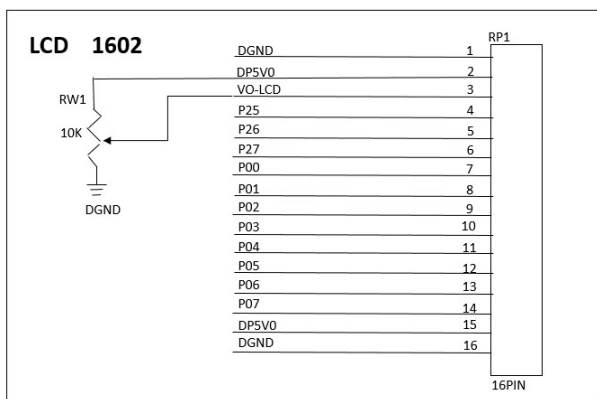 LCD 1602
RP1
DGND 1
DP5V0 2
VO-LCD 3
RW1
P25 4
10K
P26 5
P27 6
P00 7
DGND
P01 8
P02 9
P03 10
P04 11
P05 12
P06 13
P07 14
DP5V0 15
DGND 16
16PIN